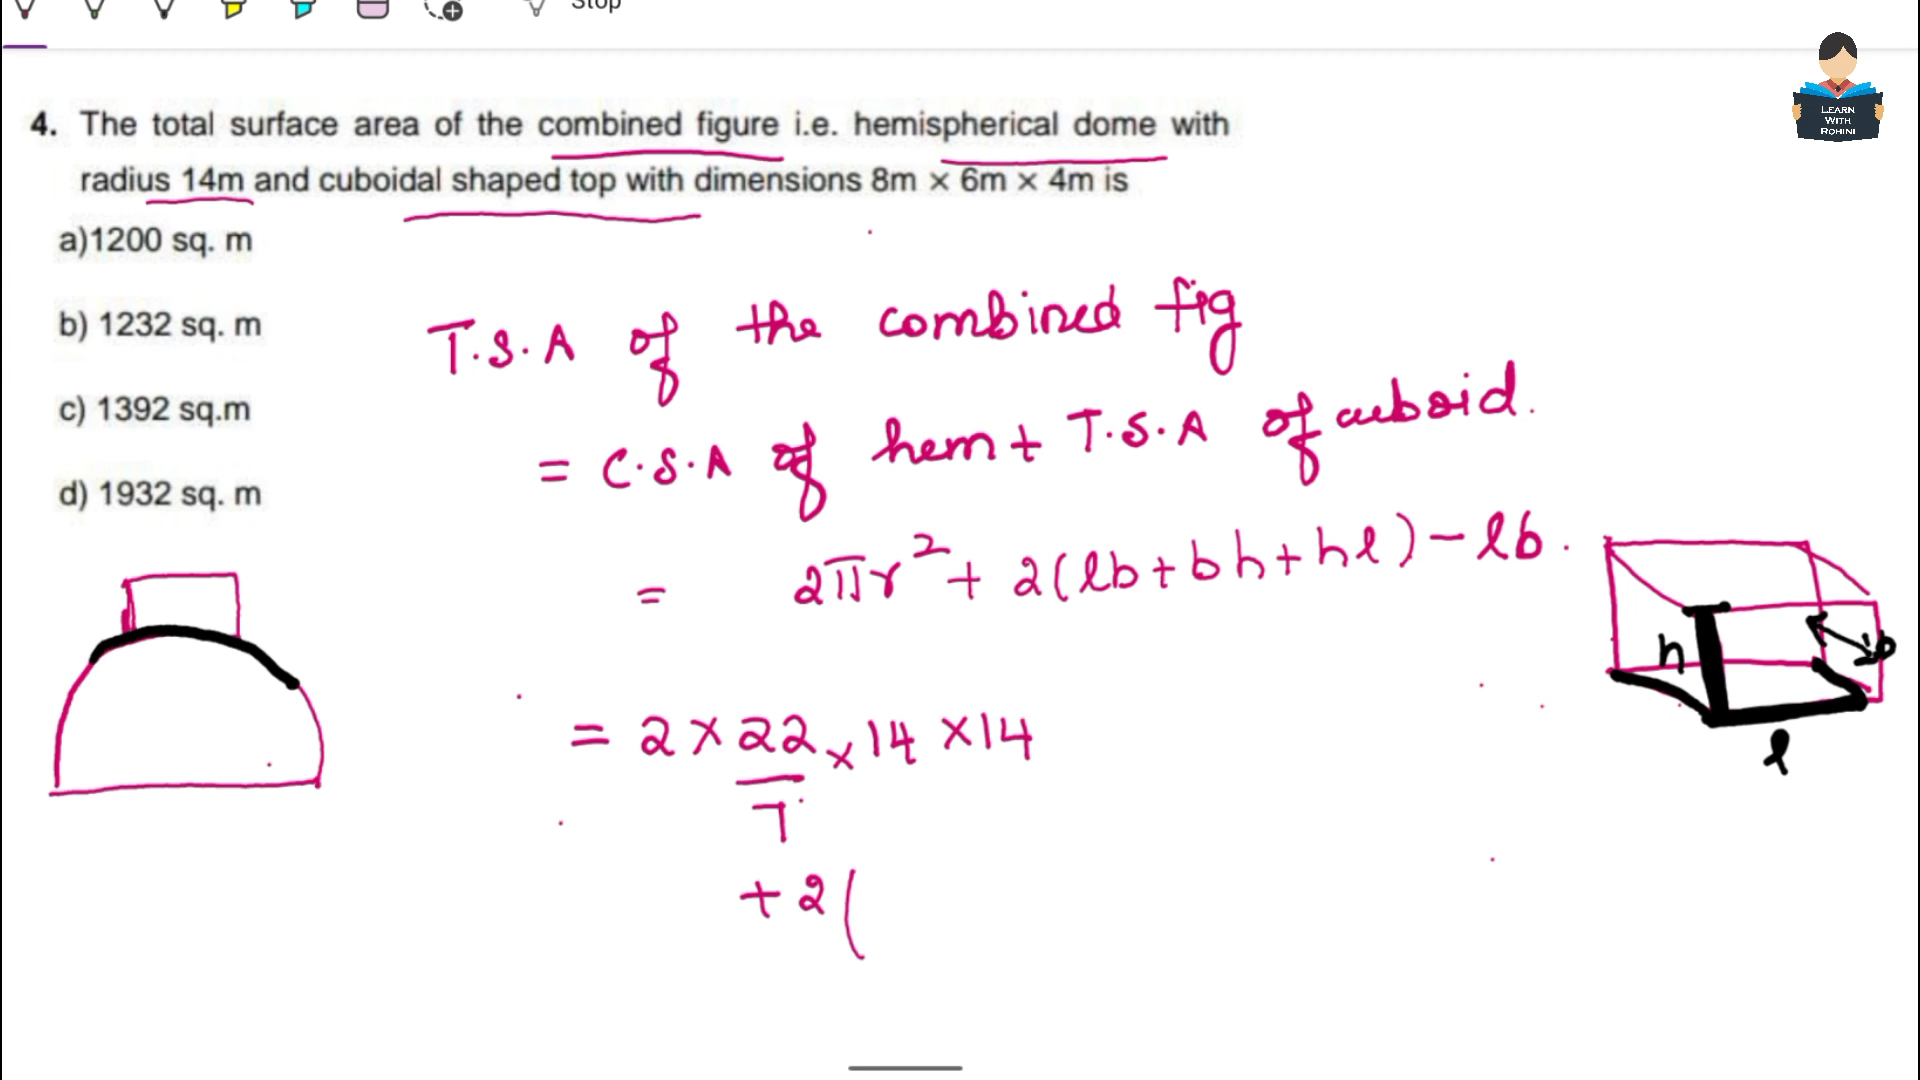 Stop
LEARN
WITH
ROHINI
4. The total surface area of the combined figure i.e. hemispherical dome with
radius 14m and cuboidal shaped top with dimensions 8m × 6m × 4m is
a)1200 sq. m
b) 1232 sq. m
c) 1392 sq.m
d) 1932 sq. m
T.S.A of the combined fig
= C.S.A of hem + T.S.A of cuboid.
= 2πr² + 2(lb+bh+hl) - lb.
h b
l
= 2 × 22 × 14 × 14
7
+ 2(